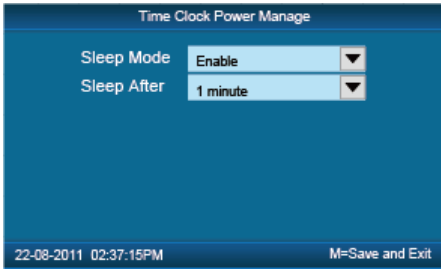 Time Clock Power Manage
Sleep Mode Enable
Sleep After 1 minute
22-08-2011 02:37:15PM M=Save and Exit